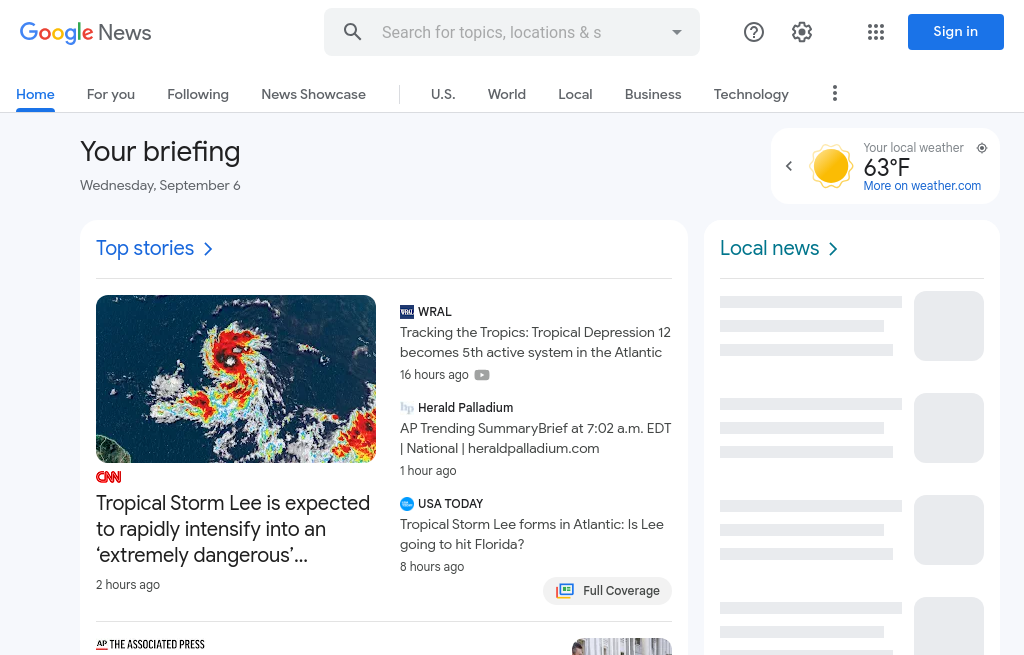 Google News
Search for topics, locations & s
Sign in
Home
For you
Following
News Showcase
U.S.
World
Local
Business
Technology
Your briefing
Wednesday, September 6
Your local weather
63°F
More on weather.com
Top stories
CNN
Tropical Storm Lee is expected
to rapidly intensify into an
‘extremely dangerous’...
2 hours ago
WRAL
WRAL
Tracking the Tropics: Tropical Depression 12
becomes 5th active system in the Atlantic
16 hours ago
hp Herald Palladium
AP Trending SummaryBrief at 7:02 a.m. EDT
| National | heraldpalladium.com
1 hour ago
USA TODAY
Tropical Storm Lee forms in Atlantic: Is Lee
going to hit Florida?
8 hours ago
Full Coverage
AP THE ASSOCIATED PRESS
Local news